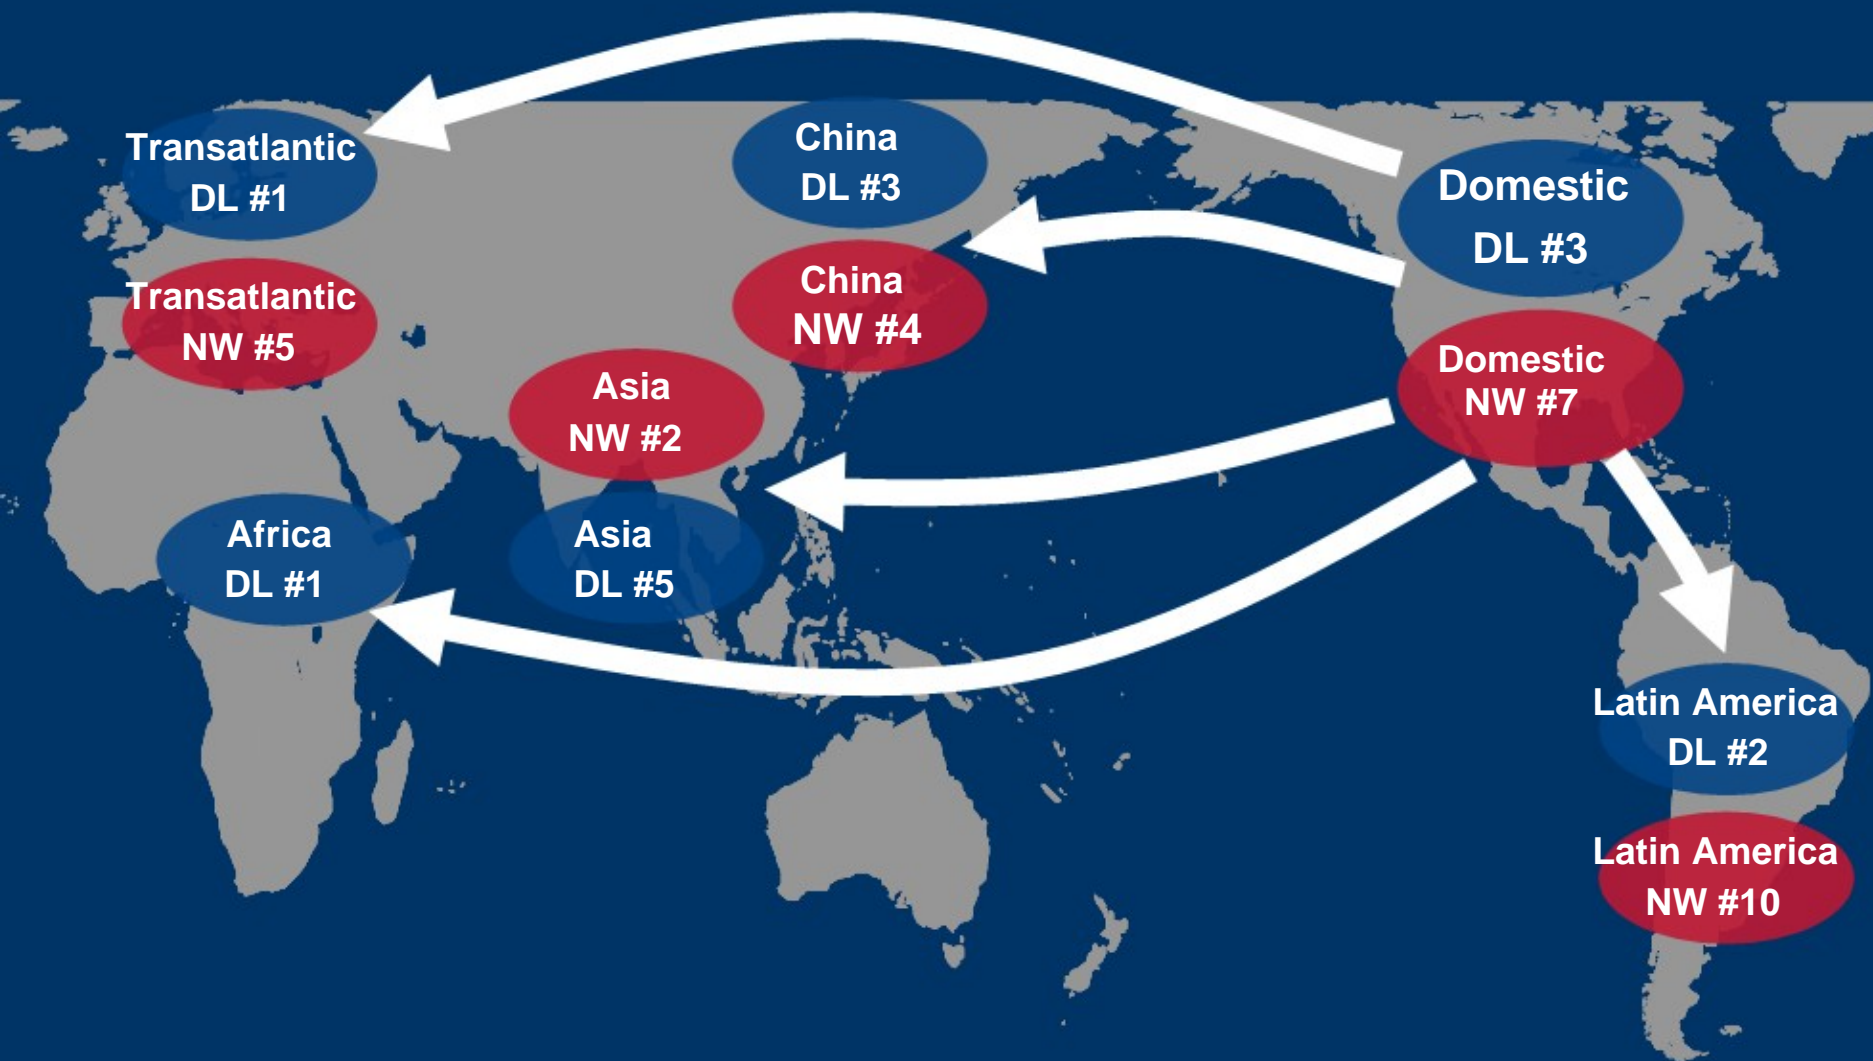 Transatlantic
DL #1
China
DL #3
Domestic
DL #3
Transatlantic
NW #5
China
NW #4
Domestic
NW #7
Asia
NW #2
Africa
DL #1
Asia
DL #5
Latin America
DL #2
Latin America
NW #10